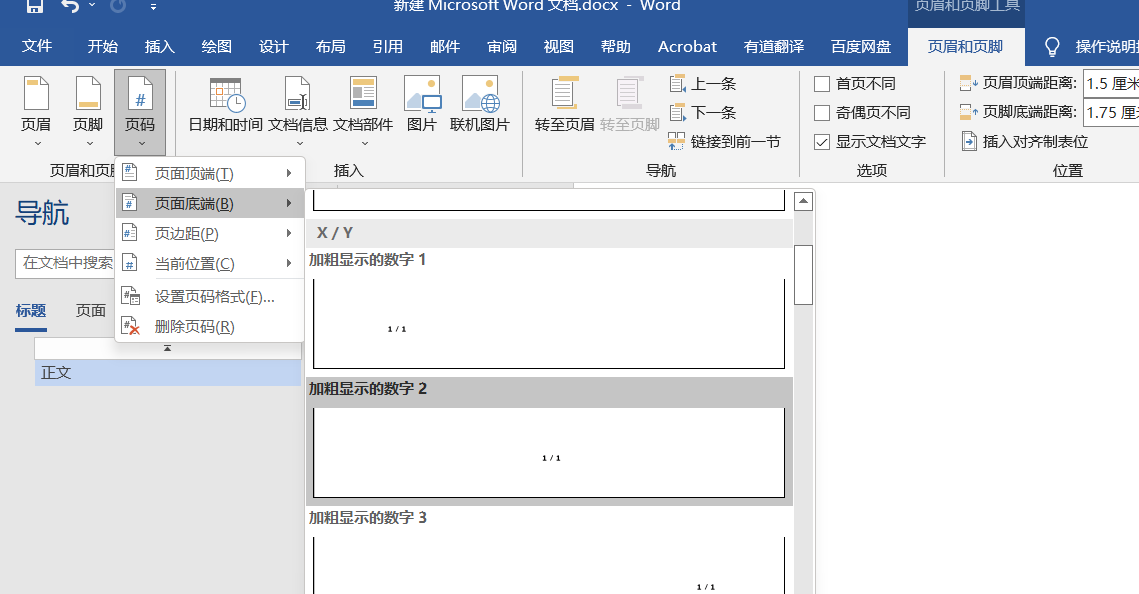 新建 Microsoft Word 文档.docx - Word
页眉和页脚工具
文件 开始 插入 绘图 设计 布局 引用 邮件 审阅 视图 帮助 Acrobat 有道翻译 百度网盘 页眉和页脚 操作说明
页眉 页脚 页码 日期和时间 文档信息 文档部件 图片 联机图片 转至页眉 转至页脚
上一条
下一条
链接到前一节
首页不同
奇偶页不同
显示文档文字
页眉顶端距离: 1.5 厘米
页脚底端距离: 1.75 厘
插入对齐制表位
页眉和页 插入 导航 选项 位置
页面顶端(T)
页面底端(B)
页边距(P)
当前位置(C)
设置页码格式(F)...
删除页码(R)
导航
在文档中搜索
标题 页面
正文
X / Y
加粗显示的数字 1
1 / 1
加粗显示的数字 2
1 / 1
加粗显示的数字 3
1 / 1